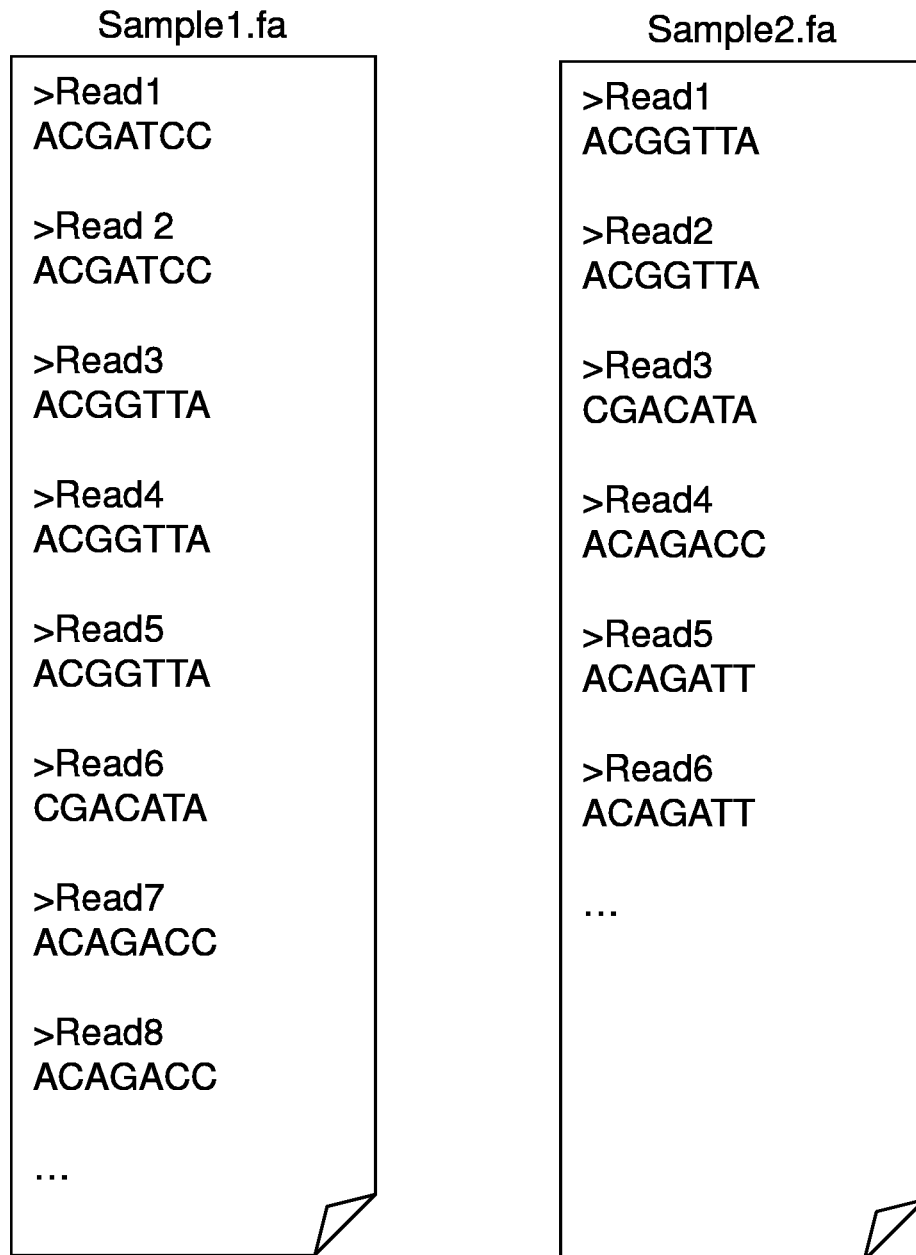 Sample1.fa
>Read1
ACGATCC
>Read 2
ACGATCC
>Read3
ACGGTTA
>Read4
ACGGTTA
>Read5
ACGGTTA
>Read6
CGACATA
>Read7
ACAGACC
>Read8
ACAGACC
...
Sample2.fa
>Read1
ACGGTTA
>Read2
ACGGTTA
>Read3
CGACATA
>Read4
ACAGACC
>Read5
ACAGATT
>Read6
ACAGATT
...